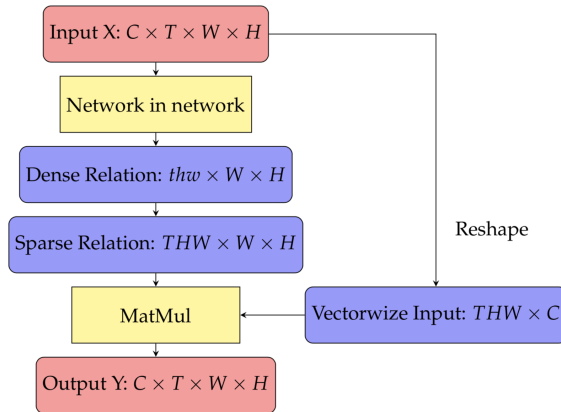 Input X: C × T × W × H
Network in network
Dense Relation: thw × W × H
Sparse Relation: THW × W × H
Reshape
MatMul
Vectorwize Input: THW × C
Output Y: C × T × W × H